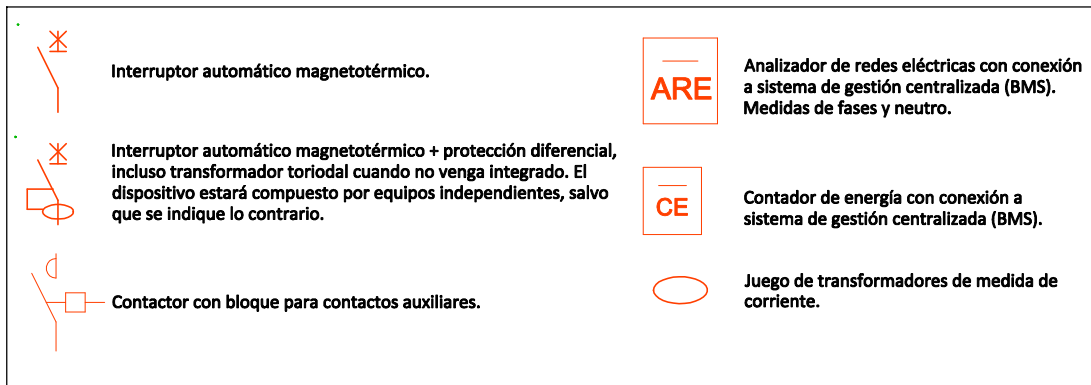 Interruptor automático magnetotérmico.
Interruptor automático magnetotérmico + protección diferencial,
incluso transformador toriodal cuando no venga integrado. El
dispositivo estará compuesto por equipos independientes, salvo
que se indique lo contrario.
Contactor con bloque para contactos auxiliares.
ARE
Analizador de redes eléctricas con conexión
a sistema de gestión centralizada (BMS).
Medidas de fases y neutro.
CE
Contador de energía con conexión a
sistema de gestión centralizada (BMS).
Juego de transformadores de medida de
corriente.